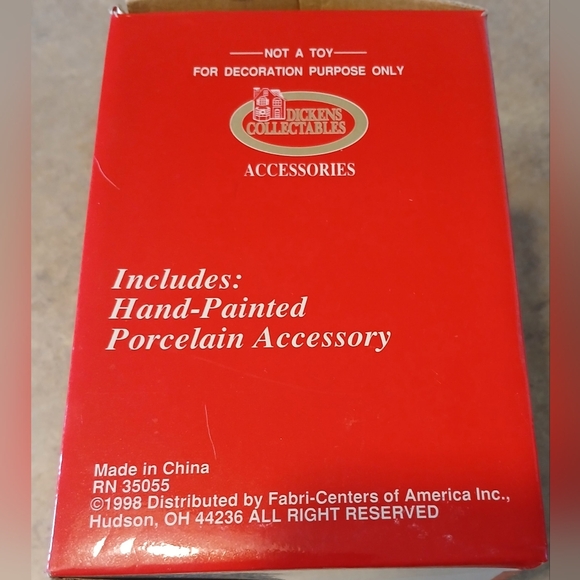 NOT A TOY
FOR DECORATION PURPOSE ONLY
DICKENS
COLLECTABLES
ACCESSORIES
Includes:
Hand-Painted
Porcelain Accessory
Made in China
RN 35055
©1998 Distributed by Fabri-Centers of America Inc.,
Hudson, OH 44236 ALL RIGHT RESERVED